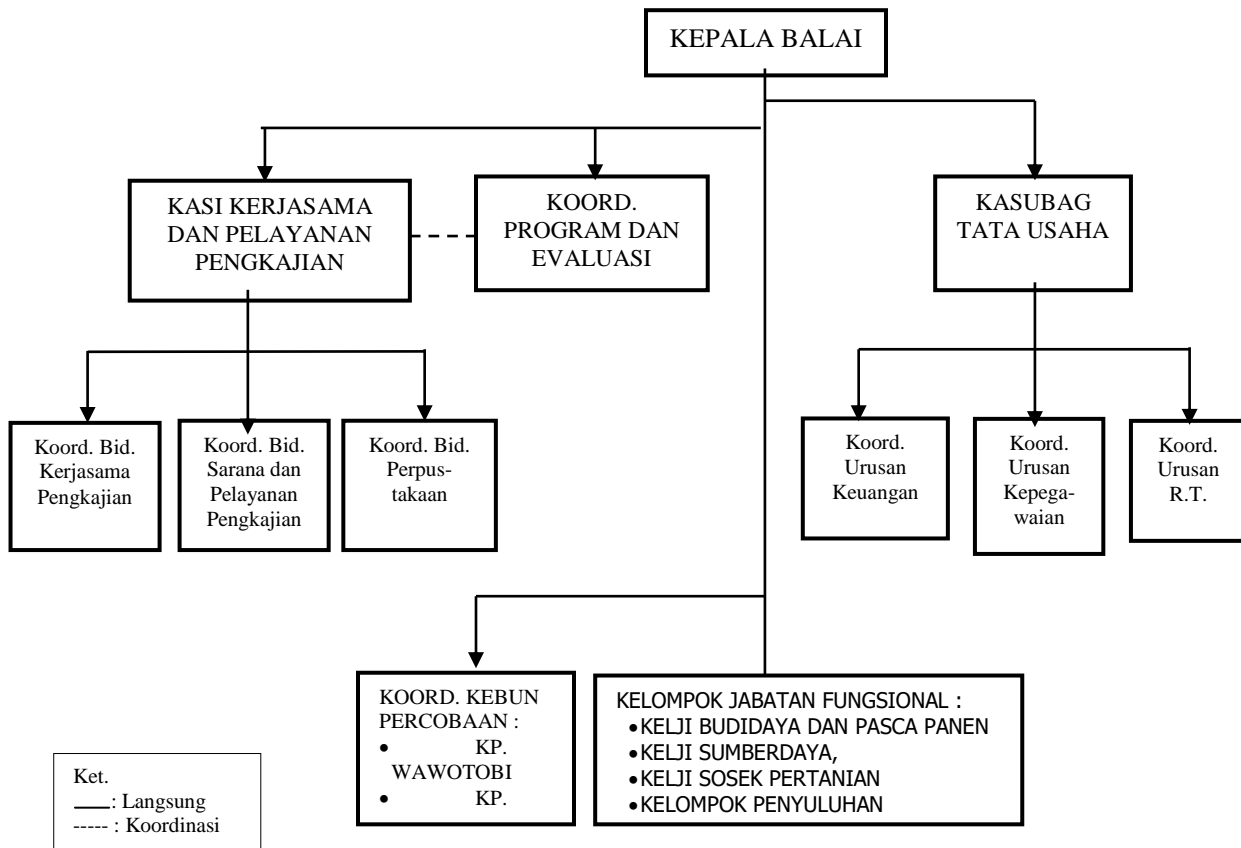 KEPALA BALAI
KASI KERJASAMA
DAN PELAYANAN
PENGKAJIAN
KOORD.
PROGRAM DAN
EVALUASI
KASUBAG
TATA USAHA
Koord. Bid.
Kerjasama
Pengkajian
Koord. Bid.
Sarana dan
Pelayanan
Pengkajian
Koord. Bid.
Perpus-
takaan
Koord.
Urusan
Keuangan
Koord.
Urusan
Kepega-
waian
Koord.
Urusan
R.T.
KOORD. KEBUN
PERCOBAAN :
• KP.
WAWOTOBI
• KP.
KELOMPOK JABATAN FUNGSIONAL :
•KELJI BUDIDAYA DAN PASCA PANEN
•KELJI SUMBERDAYA,
•KELJI SOSEK PERTANIAN
•KELOMPOK PENYULUHAN
Ket.
____: Langsung
----- : Koordinasi